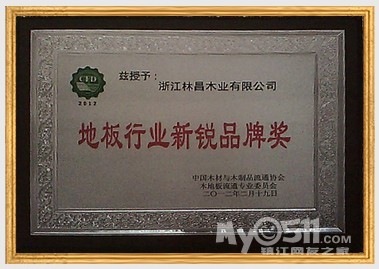 CFD
2012
兹授予：
浙江林昌木业有限公司
地板行业新锐品牌奖
中国木材与木制品流通协会
木地板流通专业委员会
二〇一二年二月十九日
My0511.com
镇江网友之家